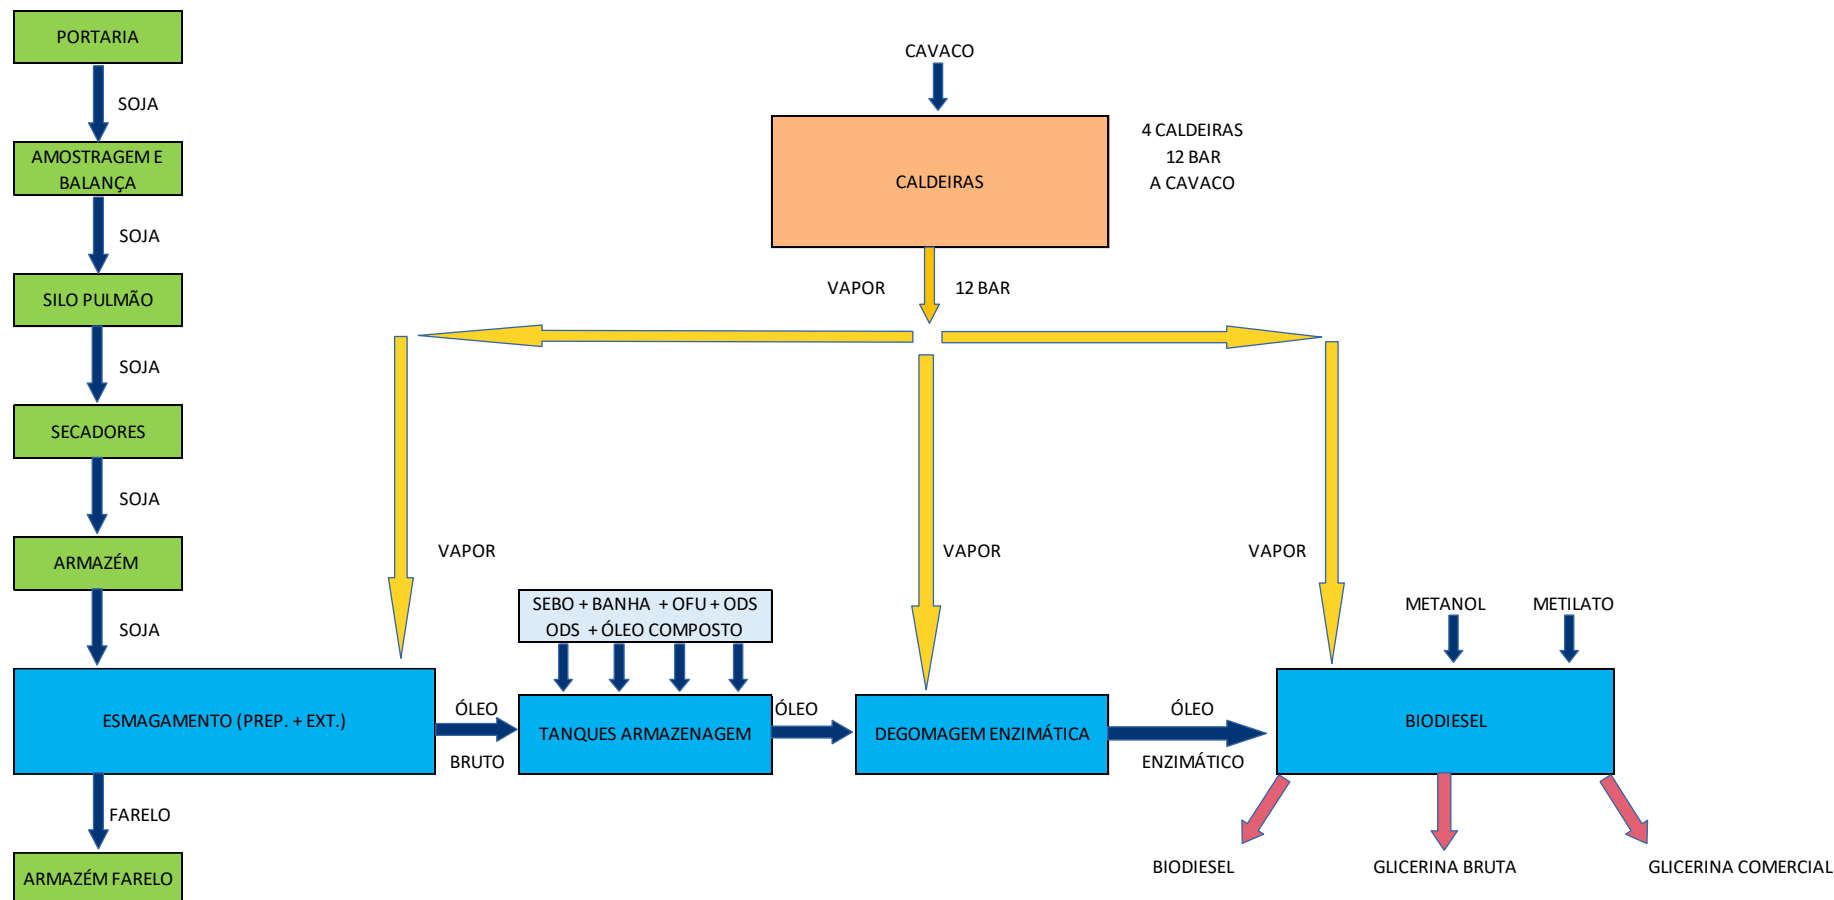 PORTARIA
SOJA
AMOSTRAGEM E
BALANÇA
SOJA
SILO PULMÃO
SOJA
SECADORES
SOJA
ARMAZÉM
SOJA
ESMAGAMENTO (PREP. + EXT.)
FARELO
ARMAZÉM FARELO
CAVACO
CALDEIRAS
4 CALDEIRAS
12 BAR
A CAVACO
VAPOR
12 BAR
VAPOR
VAPOR
VAPOR
SEBO + BANHA + OFU + ODS
ODS + ÓLEO COMPOSTO
ÓLEO
BRUTO
TANQUES ARMAZENAGEM
ÓLEO
DEGOMAGEM ENZIMÁTICA
ÓLEO
ENZIMÁTICO
METANOL
METILATO
BIODIESEL
BIODIESEL
GLICERINA BRUTA
GLICERINA COMERCIAL